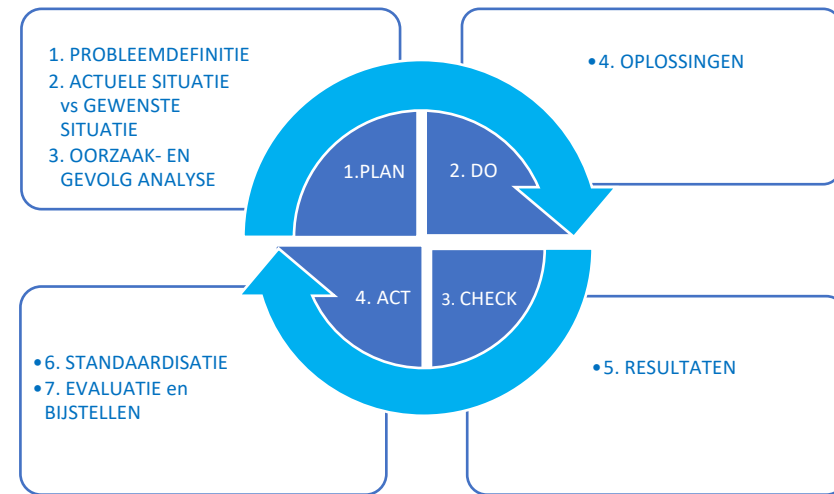 1. PROBLEEMDEFINITIE
2. ACTUELE SITUATIE
vs GEWENSTE
SITUATIE
3. OORZAAK- EN
GEVOLG ANALYSE
•4. OPLOSSINGEN
1.PLAN
2. DO
4. ACT
3. CHECK
•6. STANDAARDISATIE
•7. EVALUATIE en
BIJSTELLEN
•5. RESULTATEN